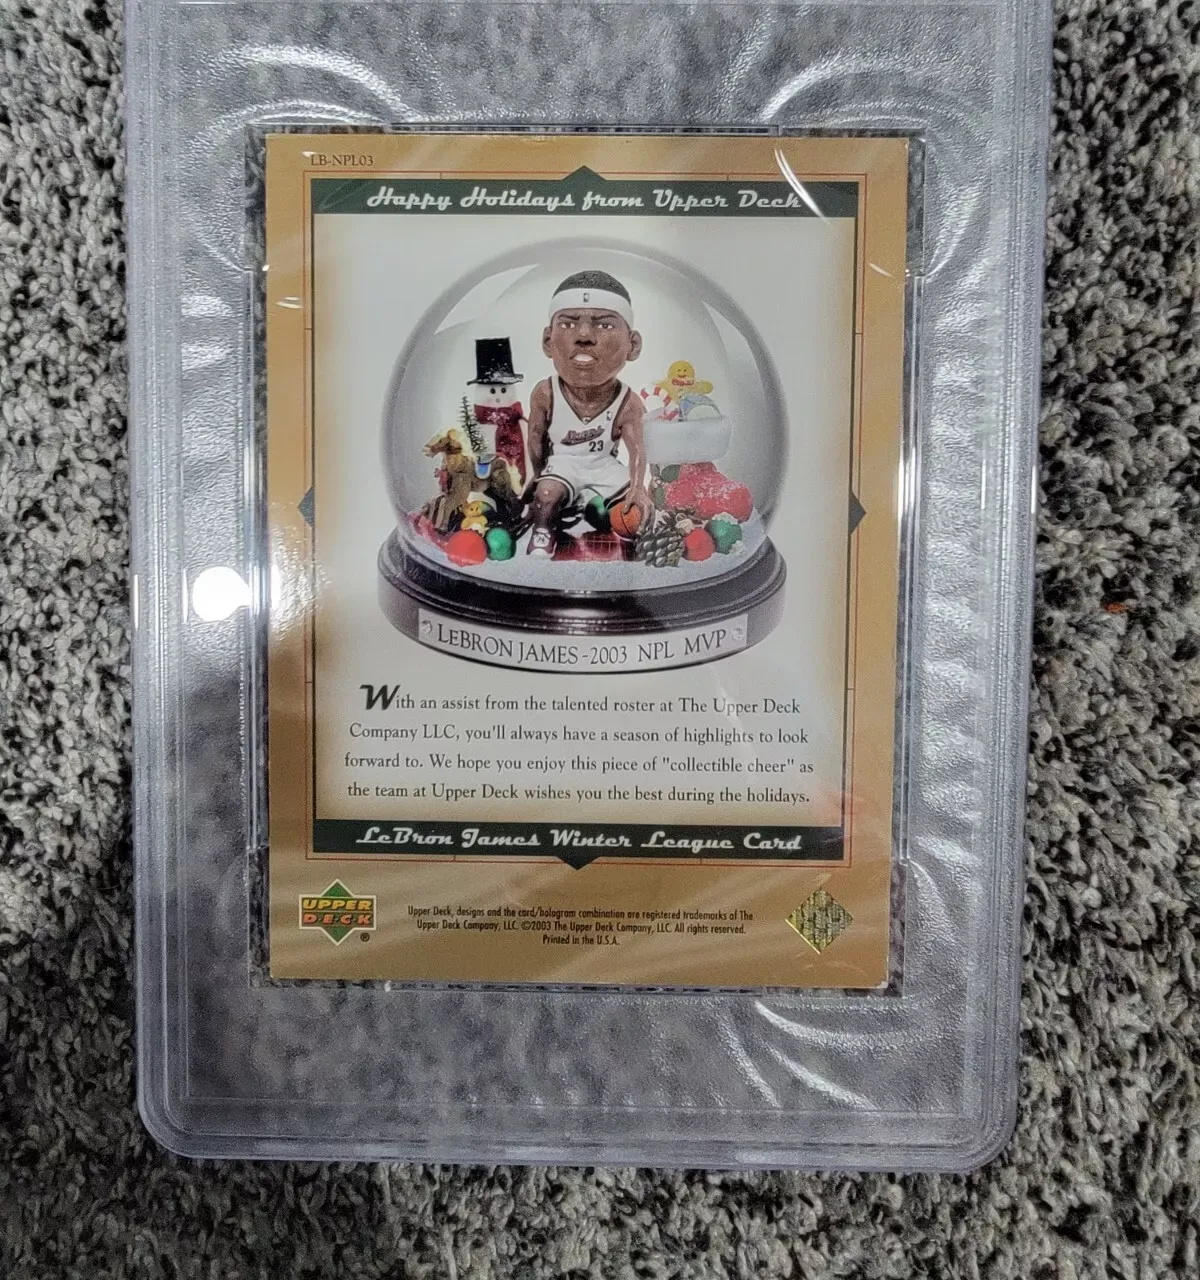 LB-NPL03
Happy Holidays from Upper Deck
23
LEBRON JAMES - 2003 NPL MVP
With an assist from the talented roster at The Upper Deck
Company LLC, you'll always have a season of highlights to look
forward to. We hope you enjoy this piece of "collectible cheer" as
the team at Upper Deck wishes you the best during the holidays.
LeBron James Winter League Card
UPPER
DECK
®
Upper Deck, designs and the card/hologram combination are registered trademarks of The
Upper Deck Company, LLC. ©2003 The Upper Deck Company, LLC. All rights reserved.
Printed in the U.S.A.